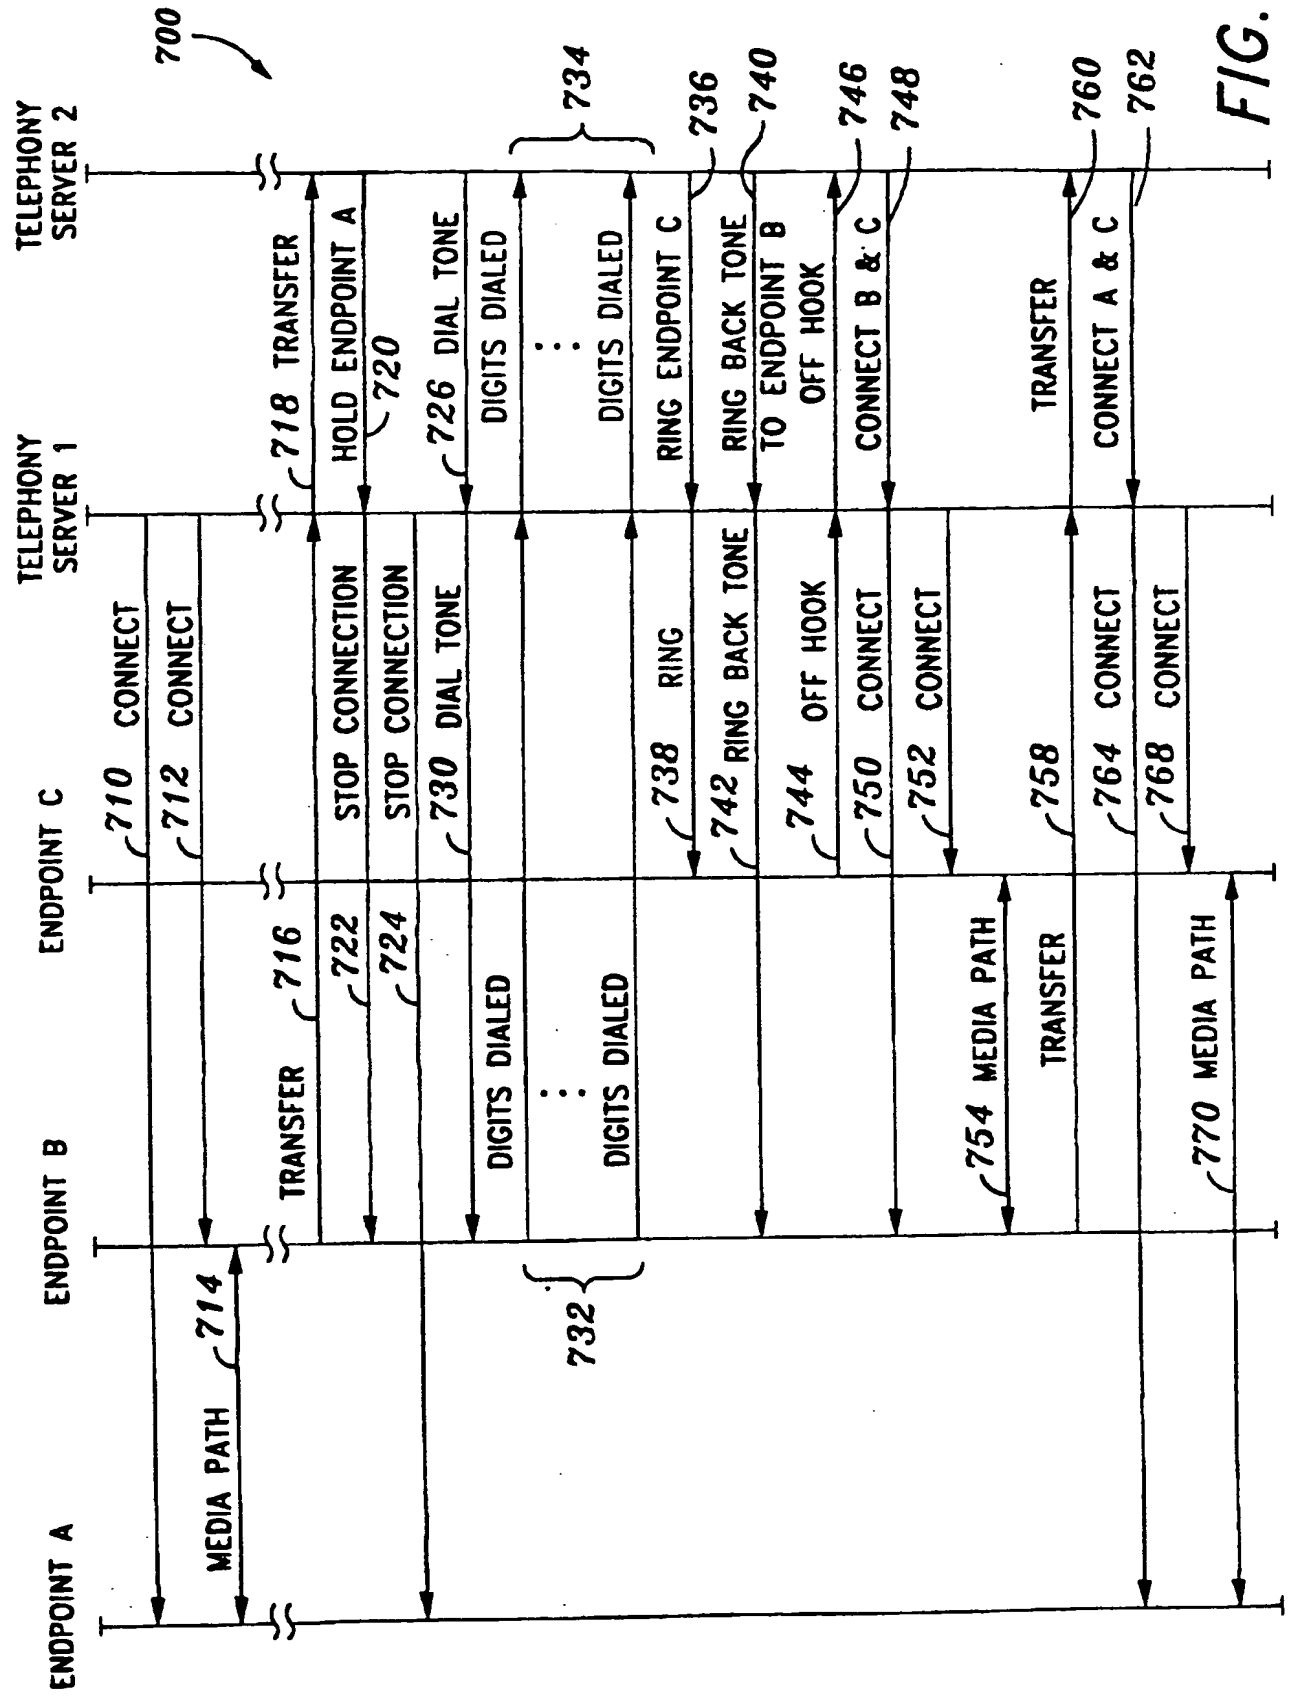 700
ENDPOINT A
ENDPOINT B
ENDPOINT C
TELEPHONY
SERVER 1
TELEPHONY
SERVER 2
710 CONNECT
712 CONNECT
MEDIA PATH 714
TRANSFER 716
718 TRANSFER
HOLD ENDPOINT A
720
722 STOP CONNECTION
724 STOP CONNECTION
726 DIAL TONE
730 DIAL TONE
DIGITS DIALED
DIGITS DIALED
732
DIGITS DIALED
DIGITS DIALED
734
RING ENDPOINT C 736
738 RING
RING BACK TONE 740
TO ENDPOINT B
742 RING BACK TONE
744 OFF HOOK
OFF HOOK 746
CONNECT B & C 748
750 CONNECT
752 CONNECT
754 MEDIA PATH
TRANSFER 758
TRANSFER 760
CONNECT A & C 762
764 CONNECT
768 CONNECT
770 MEDIA PATH
FIG.